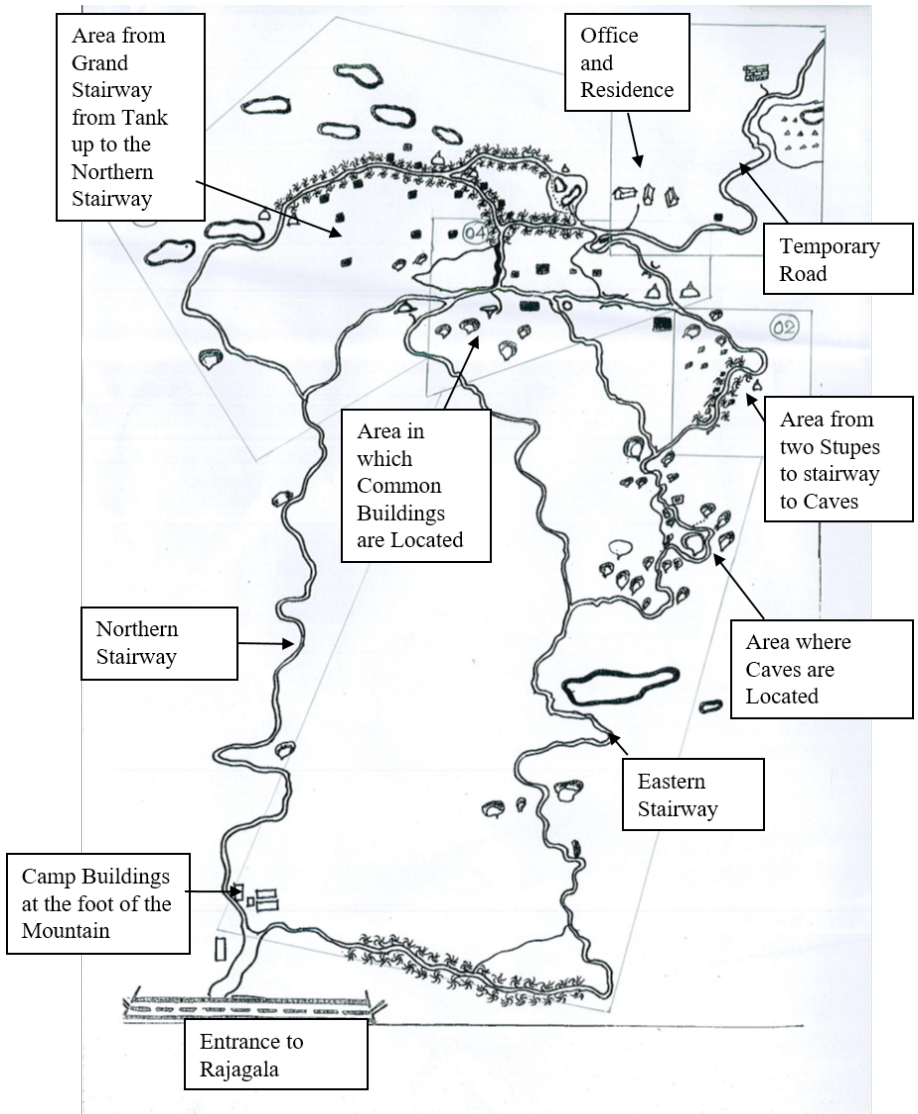 Area from
Grand
Stairway
from Tank
up to the
Northern
Stairway
Office
and
Residence
Temporary
Road
04
02
Area in
which
Common
Buildings
are Located
Area from
two Stupes
to stairway
to Caves
Northern
Stairway
Area where
Caves are
Located
Eastern
Stairway
Camp Buildings
at the foot of the
Mountain
Entrance to
Rajagala